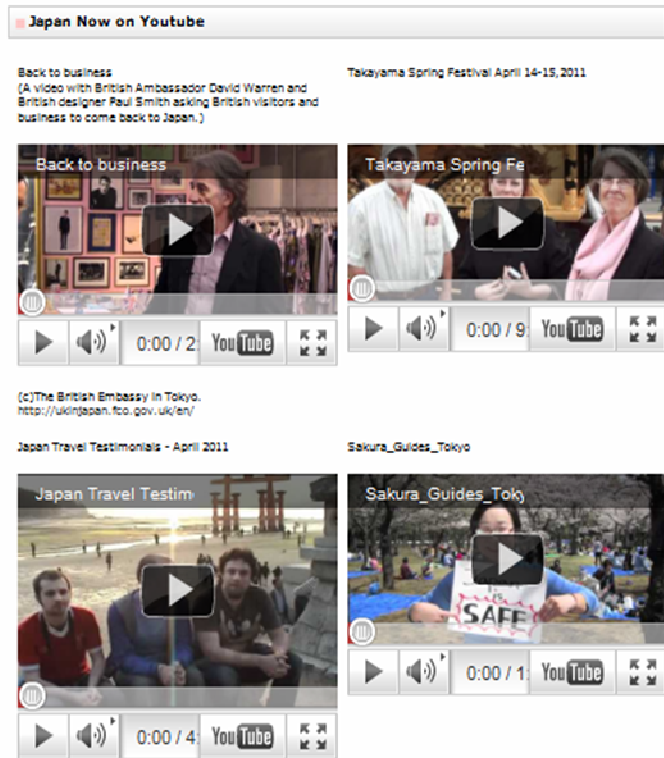 Japan Now on Youtube
Back to business
(A video with British Ambassador David Warren and
British designer Paul Smith asking British visitors and
business to come back to Japan.)
Takayama Spring Festival April 14-15,2011
Back to business
Takayama Spring Fe
0:00 / 2:
YouTube
0:00 / 9:
YouTube
(c)The British Embassy in Tokyo.
http://ukinjapan.fco.gov.uk/en/
Japan Travel Testimonials - April 2011
Sakura_Guides_Tokyo
Japan Travel Testim
Sakura_Guides_Toky
IS
SAFE
0:00 / 1:
YouTube
0:00 / 4:
YouTube